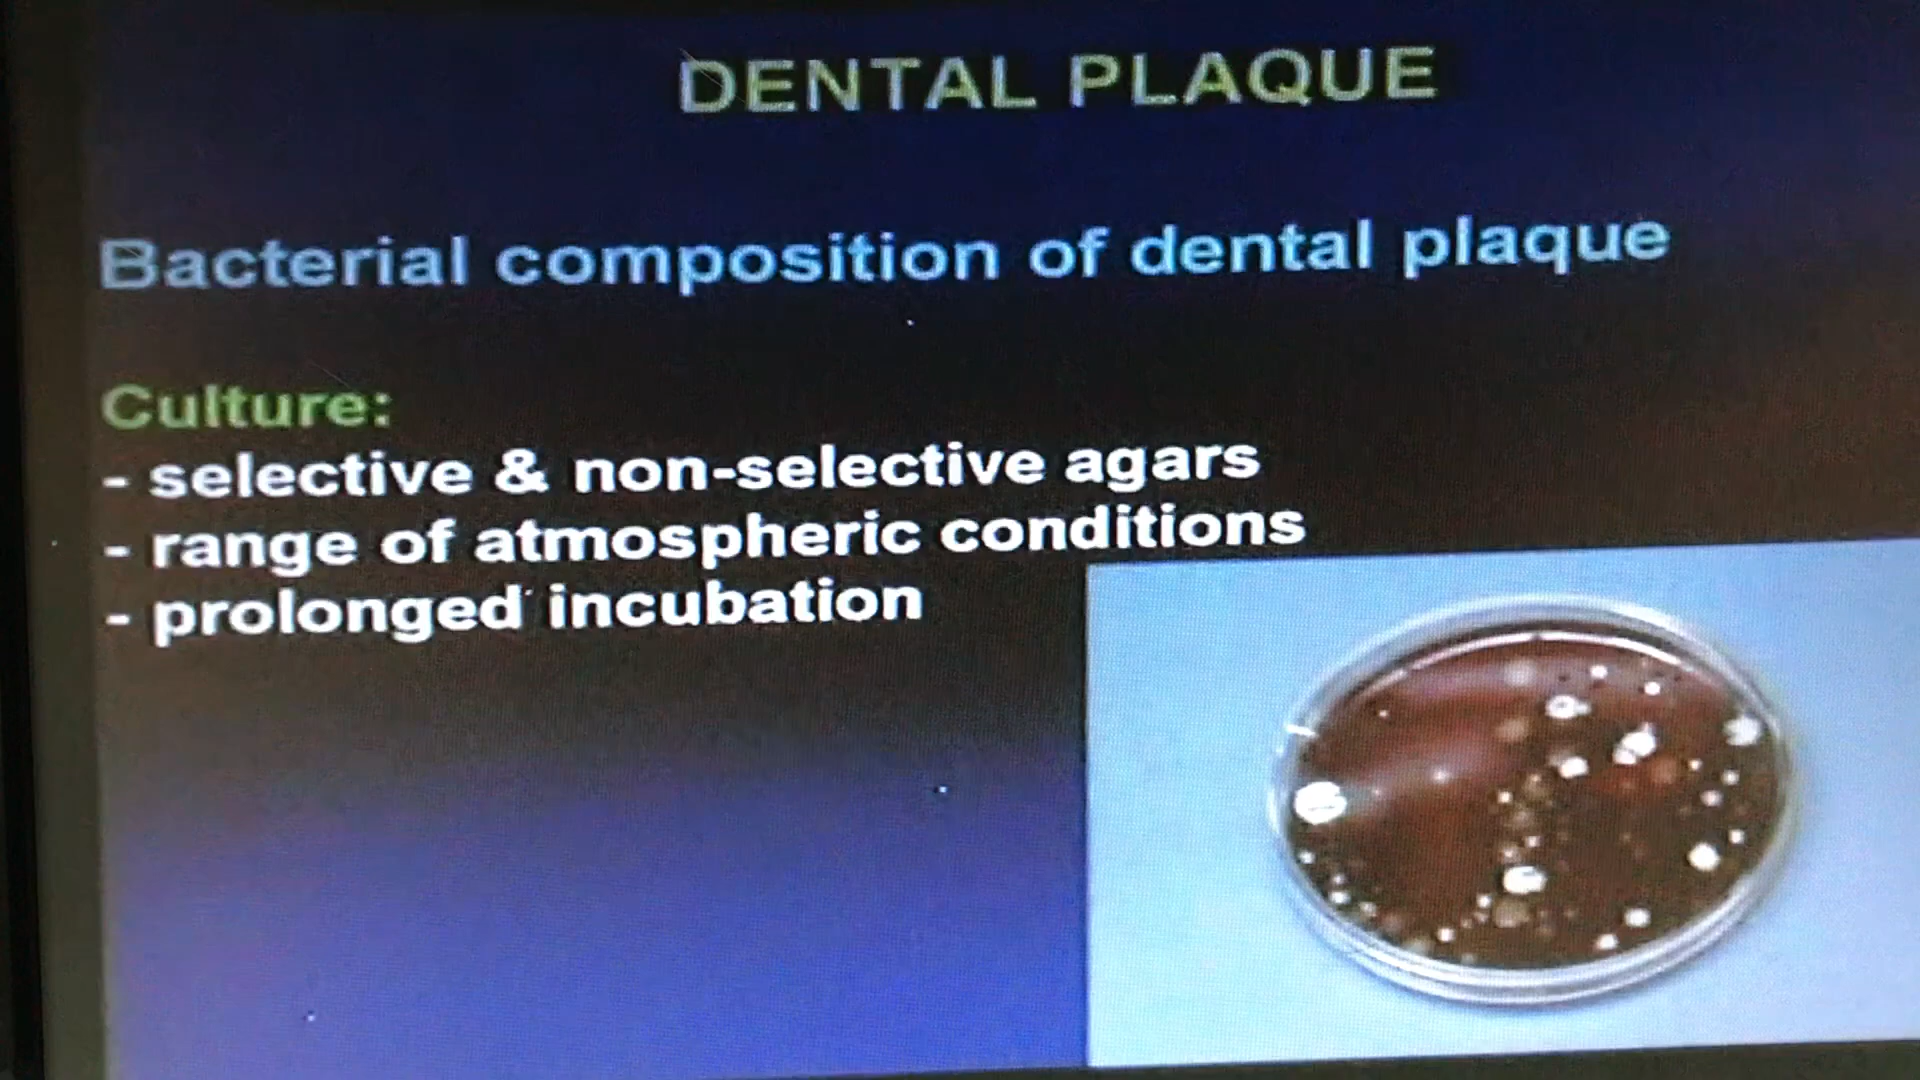 DENTAL PLAQUE
Bacterial composition of dental plaque
Culture:
- selective & non-selective agars
- range of atmospheric conditions
- prolonged incubation